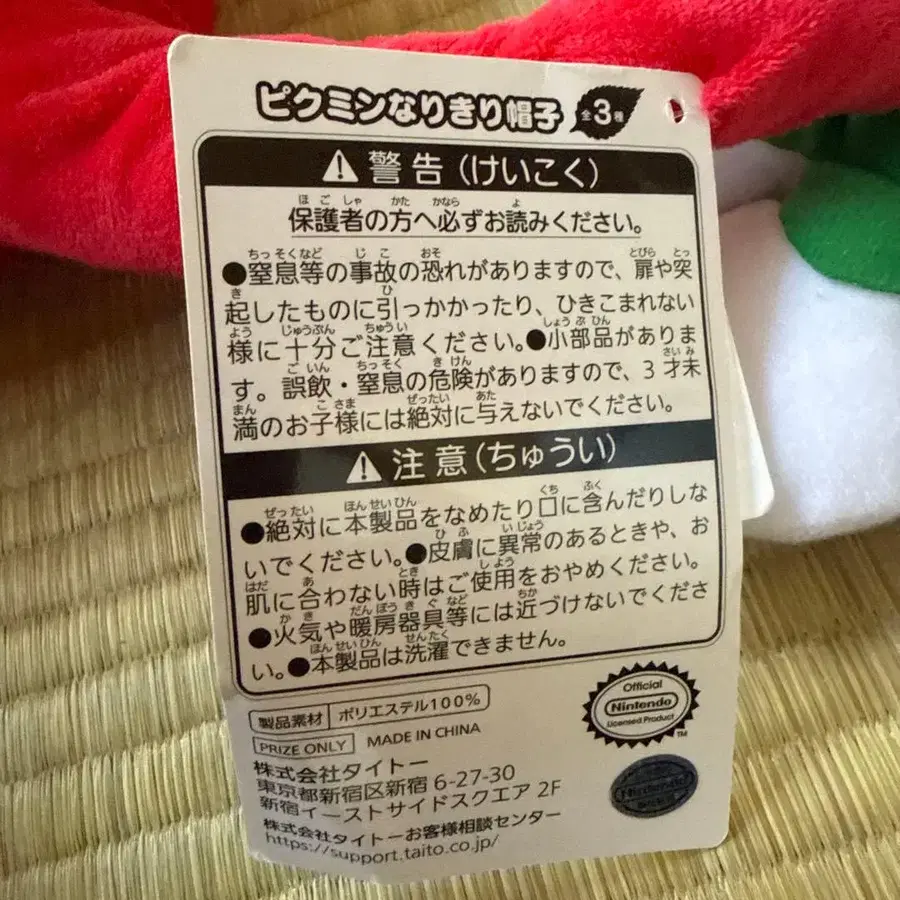 ピクミンなりきり帽子 全3種
警告(けいこく)
保護者の方へ必ずお読みください。
●窒息等の事故の恐れがありますので、扉や突
起したものに引っかかったり、ひきこまれない
様に十分ご注意ください。●小部品がありま
す。誤飲・窒息の危険がありますので、3才未
満のお子様には絶対に与えないでください。
注意(ちゅうい)
●絶対に本製品をなめたり口に含んだりしな
いでください。●皮膚に異常のあるときや、お
肌に合わない時はご使用をおやめください。
●火気や暖房器具等には近づけないでくださ
い。●本製品は洗濯できません。
製品素材 ポリエステル100%
PRIZE ONLY MADE IN CHINA
株式会社タイトー
東京都新宿区新宿 6-27-30
新宿イーストサイドスクエア 2F
株式会社タイトーお客様相談センター
https://support.taito.co.jp/
Official
Nintendo
Licensed Product
TM
Nintendo